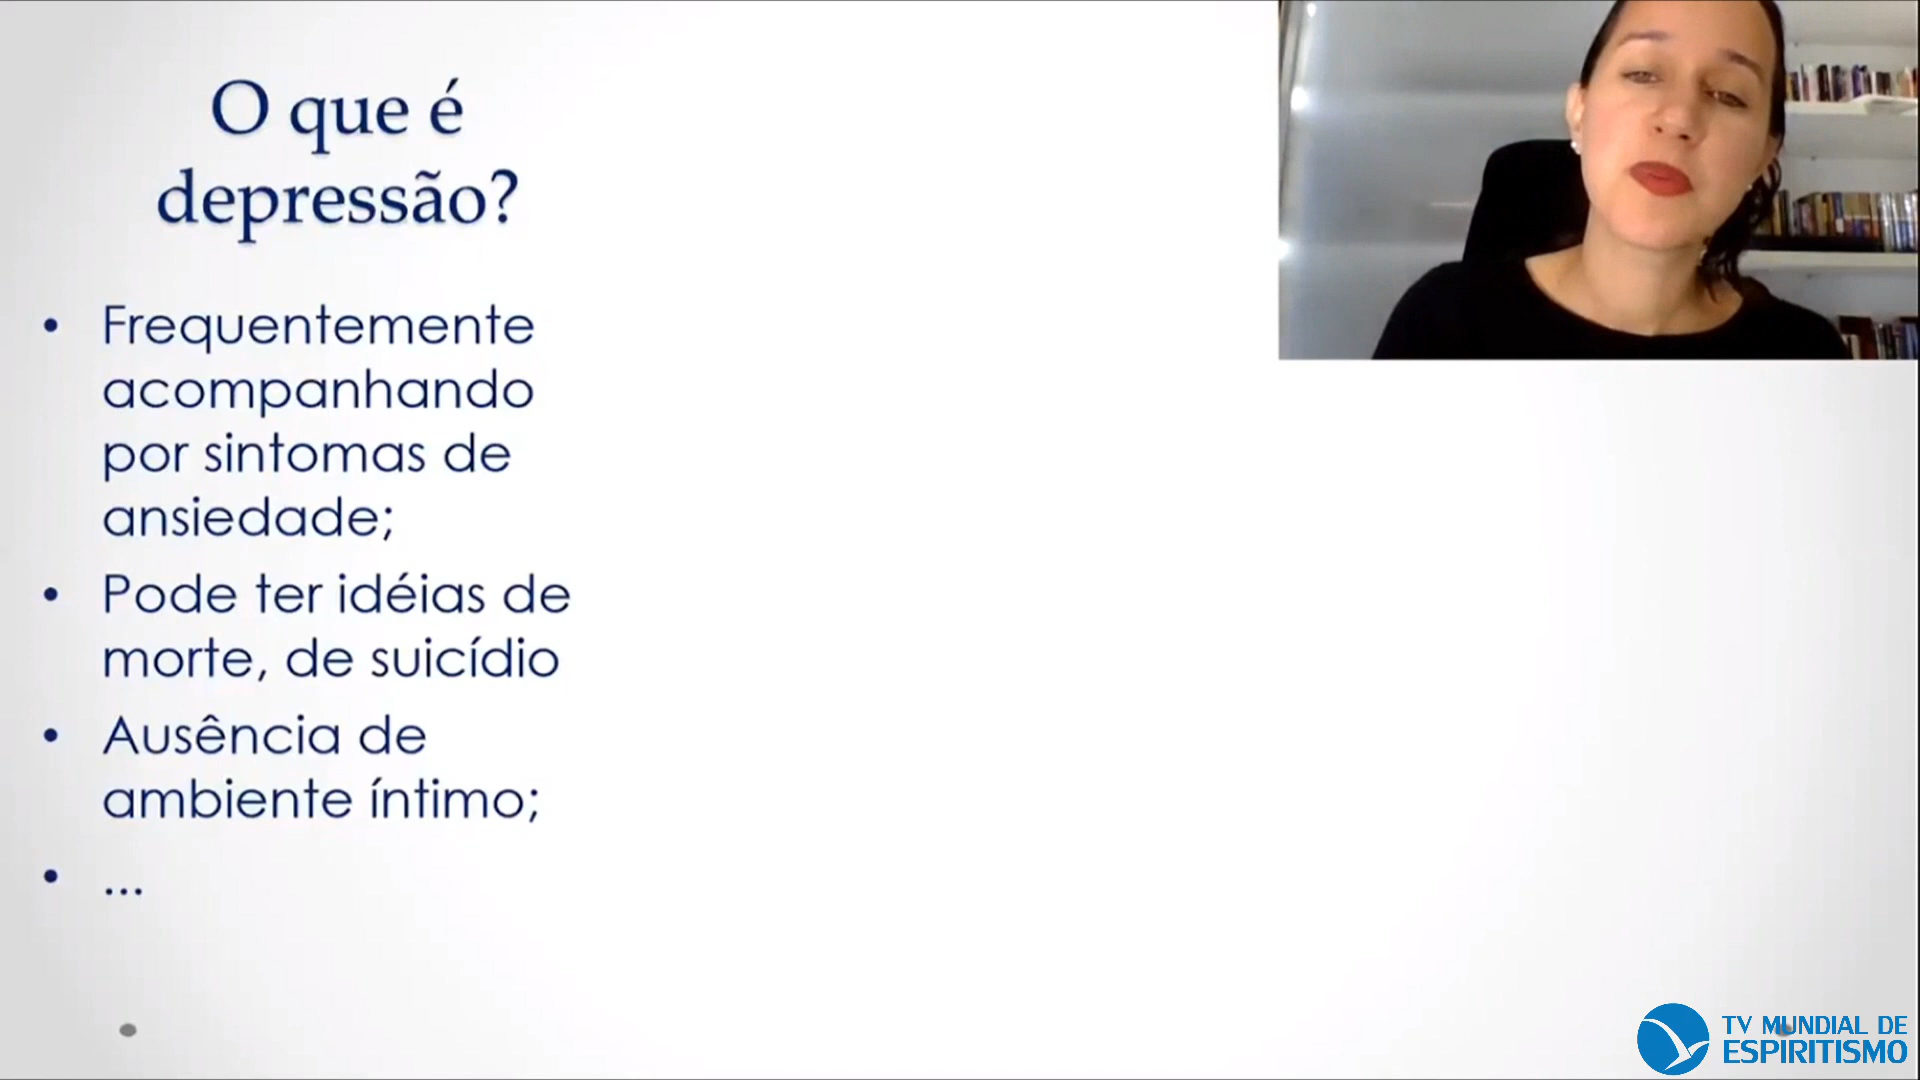 O que é
depressão?
• Frequentemente
acompanhando
por sintomas de
ansiedade;
• Pode ter idéias de
morte, de suicídio
• Ausência de
ambiente íntimo;
• ...
TV MUNDIAL DE
ESPIRITISMO